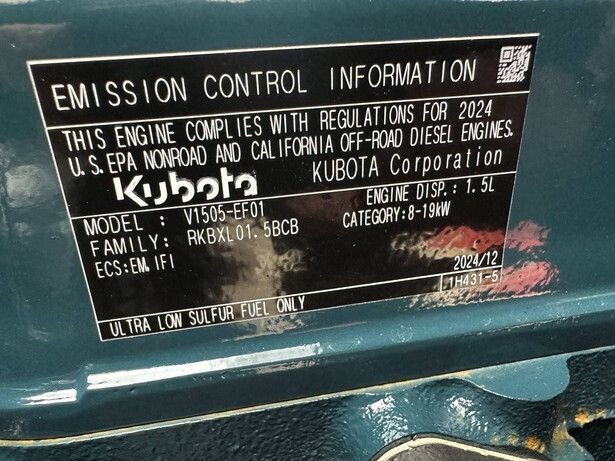 EMISSION CONTROL INFORMATION
THIS ENGINE COMPLIES WITH REGULATIONS FOR 2024
U.S.EPA NONROAD AND CALIFORNIA OFF-ROAD DIESEL ENGINES.
Kubota KUBOTA Corporation
MODEL : V1505-EF01 ENGINE DISP.: 1.5L
FAMILY: RKBXL01.5BCB CATEGORY:8-19kW
ECS:EM,IFI
2024/12
ULTRA LOW SULFUR FUEL ONLY 1H431-5